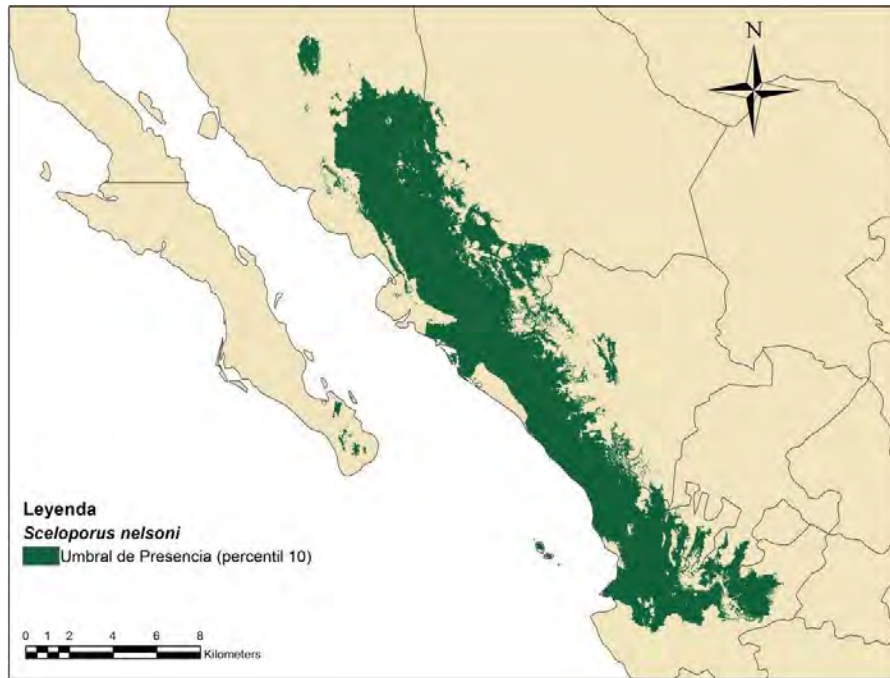 N
Leyenda
Sceloporus nelsoni
Umbral de Presencia (percentil 10)
0 1 2 4 6 8
Kilometers